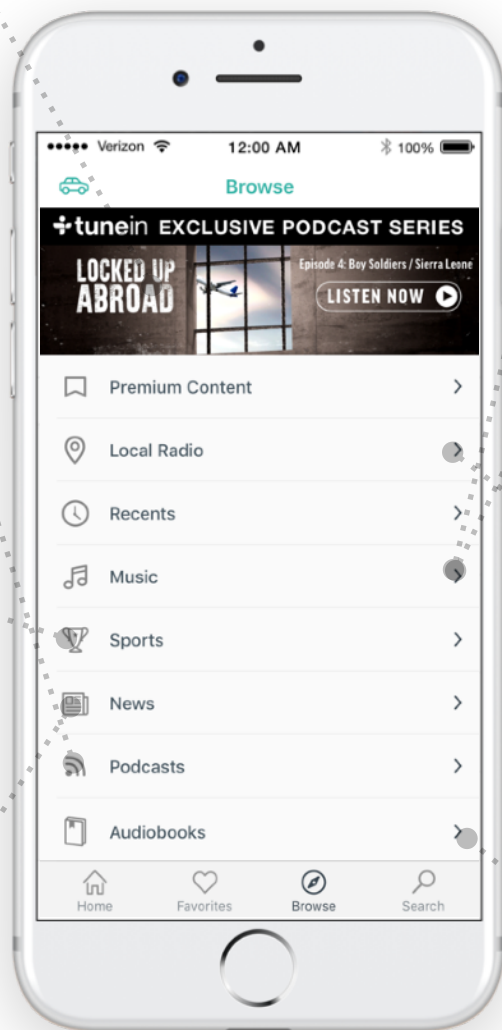 Verizon 12:00 AM 100%
Browse
tunein EXCLUSIVE PODCAST SERIES
LOCKED UP
ABROAD
Episode 4: Boy Soldiers / Sierra Leone
LISTEN NOW
Premium Content
Local Radio
Recents
Music
Sports
News
Podcasts
Audiobooks
Home Favorites Browse Search